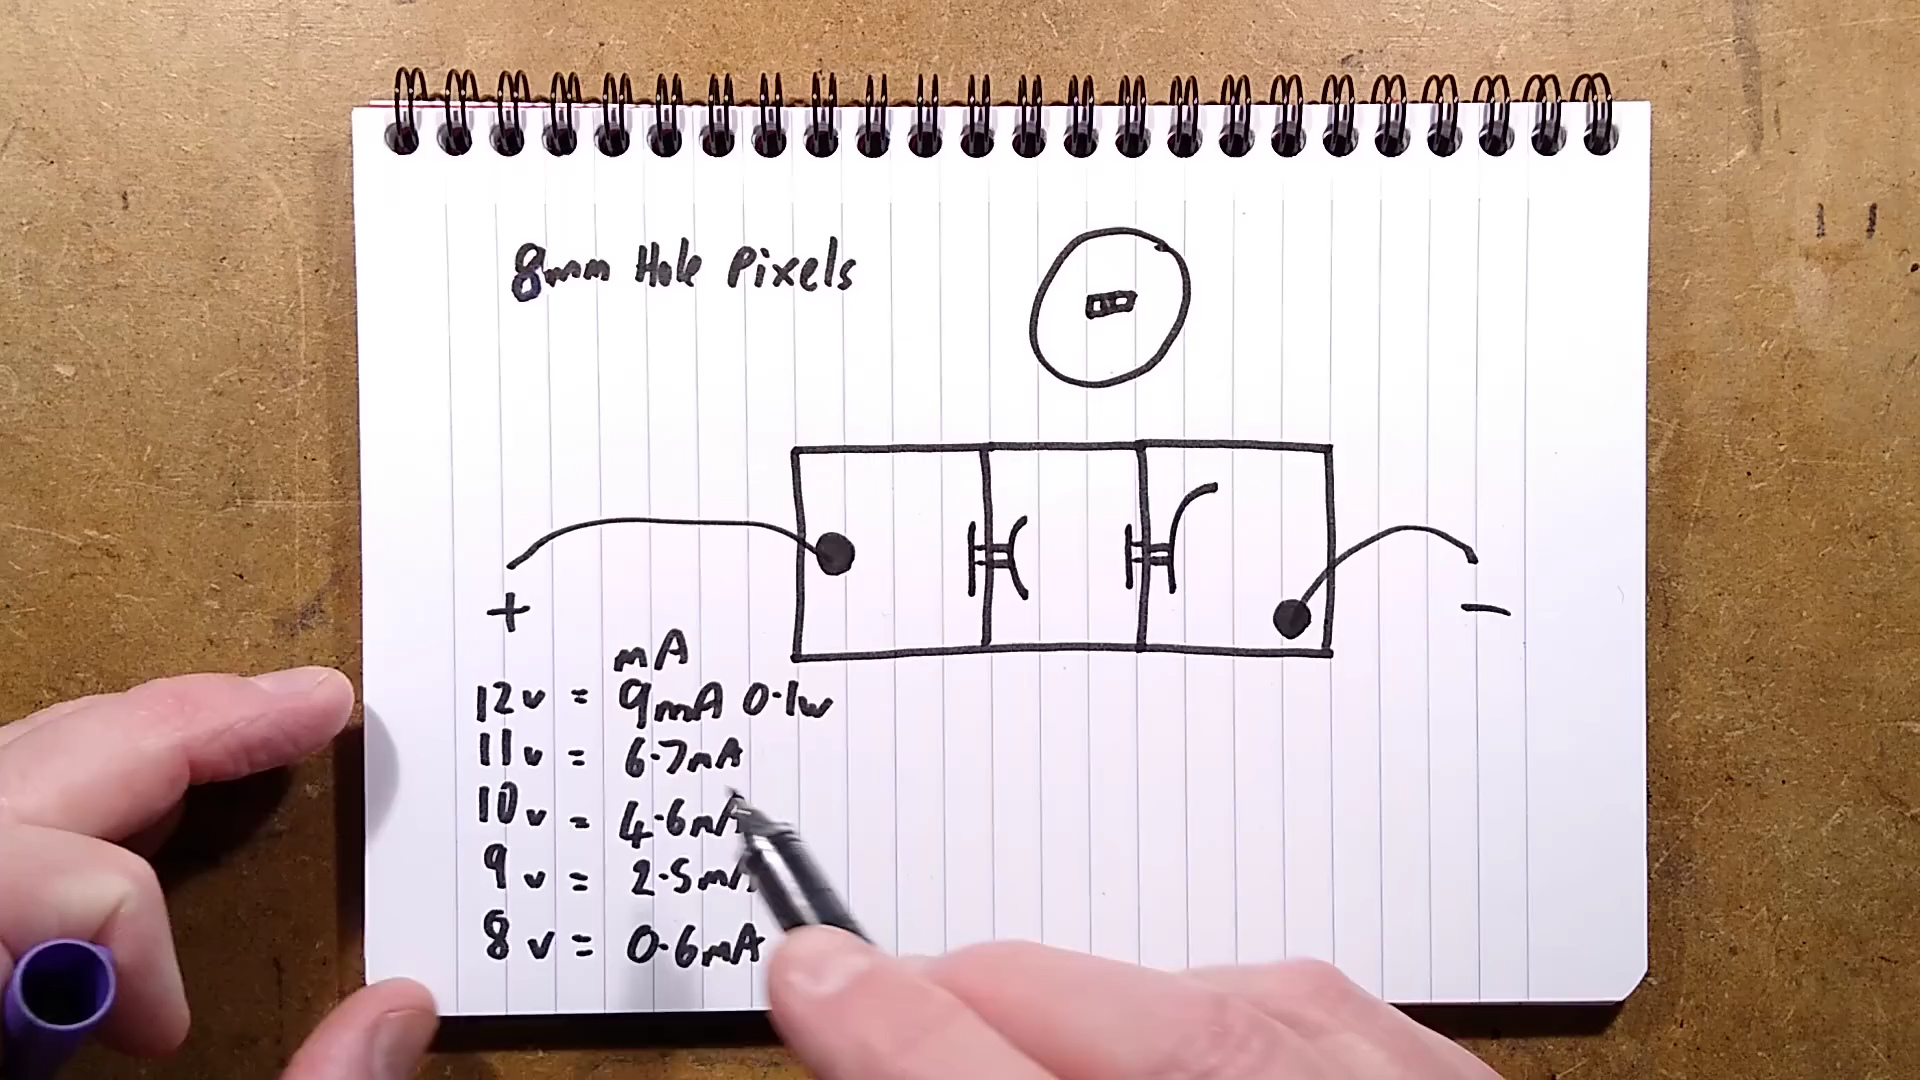 8mm Hole Pixels
+
-
mA
12v = 9mA 0.1w
11v = 6.7mA
10v = 4.6mA
9v = 2.5mA
8v = 0.6mA